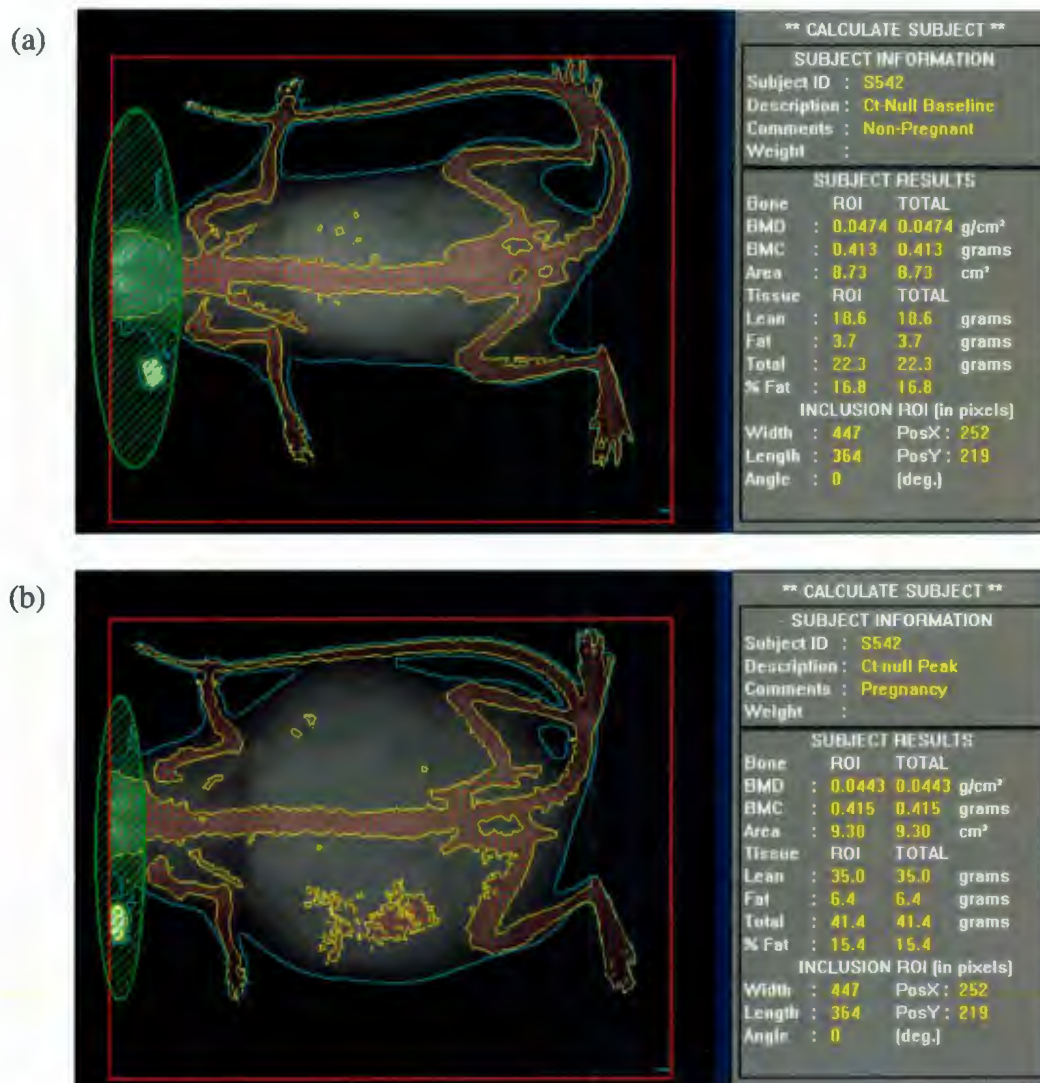 (a)
** CALCULATE SUBJECT **
SUBJECT INFORMATION
Subject ID : S542
Description : Ct-Null Baseline
Comments : Non-Pregnant
Weight :
SUBJECT RESULTS
Bone ROI TOTAL
BMD : 0.0474 0.0474 g/cm²
BMC : 0.413 0.413 grams
Area : 8.73 8.73 cm²
Tissue ROI TOTAL
Lean : 18.6 18.6 grams
Fat : 3.7 3.7 grams
Total : 22.3 22.3 grams
% Fat : 16.8 16.8
INCLUSION ROI (in pixels)
Width : 447 PosX : 252
Length : 364 PosY : 219
Angle : 0 (deg.)
(b)
** CALCULATE SUBJECT **
SUBJECT INFORMATION
Subject ID : S542
Description : Ct-null Peak
Comments : Pregnancy
Weight :
SUBJECT RESULTS
Bone ROI TOTAL
BMD : 0.0443 0.0443 g/cm²
BMC : 0.415 0.415 grams
Area : 9.30 9.30 cm²
Tissue ROI TOTAL
Lean : 35.0 35.0 grams
Fat : 6.4 6.4 grams
Total : 41.4 41.4 grams
% Fat : 15.4 15.4
INCLUSION ROI (in pixels)
Width : 447 PosX : 252
Length : 364 PosY : 219
Angle : 0 (deg.)